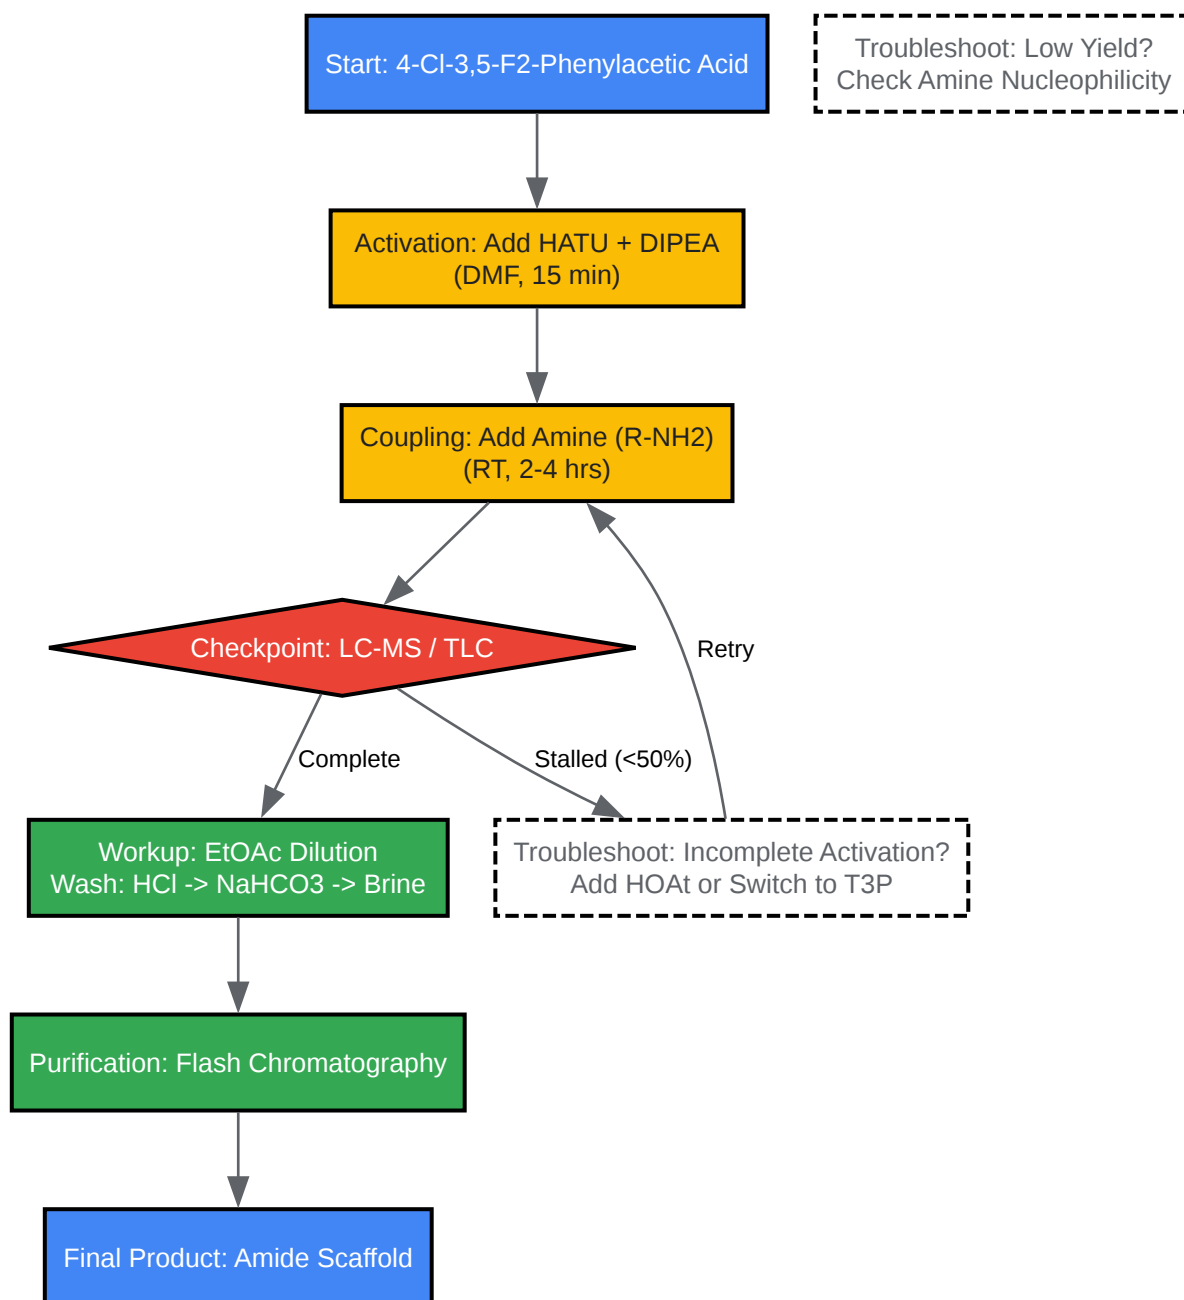 Start: 4-Cl-3,5-F2-Phenylacetic Acid
Troubleshoot: Low Yield?
Check Amine Nucleophilicity
Activation: Add HATU + DIPEA
(DMF, 15 min)
Coupling: Add Amine (R-NH2)
(RT, 2-4 hrs)
Checkpoint: LC-MS / TLC
Retry
Complete
Stalled (<50%)
Workup: EtOAc Dilution
Wash: HCl -> NaHCO3 -> Brine
Troubleshoot: Incomplete Activation?
Add HOAt or Switch to T3P
Purification: Flash Chromatography
Final Product: Amide Scaffold